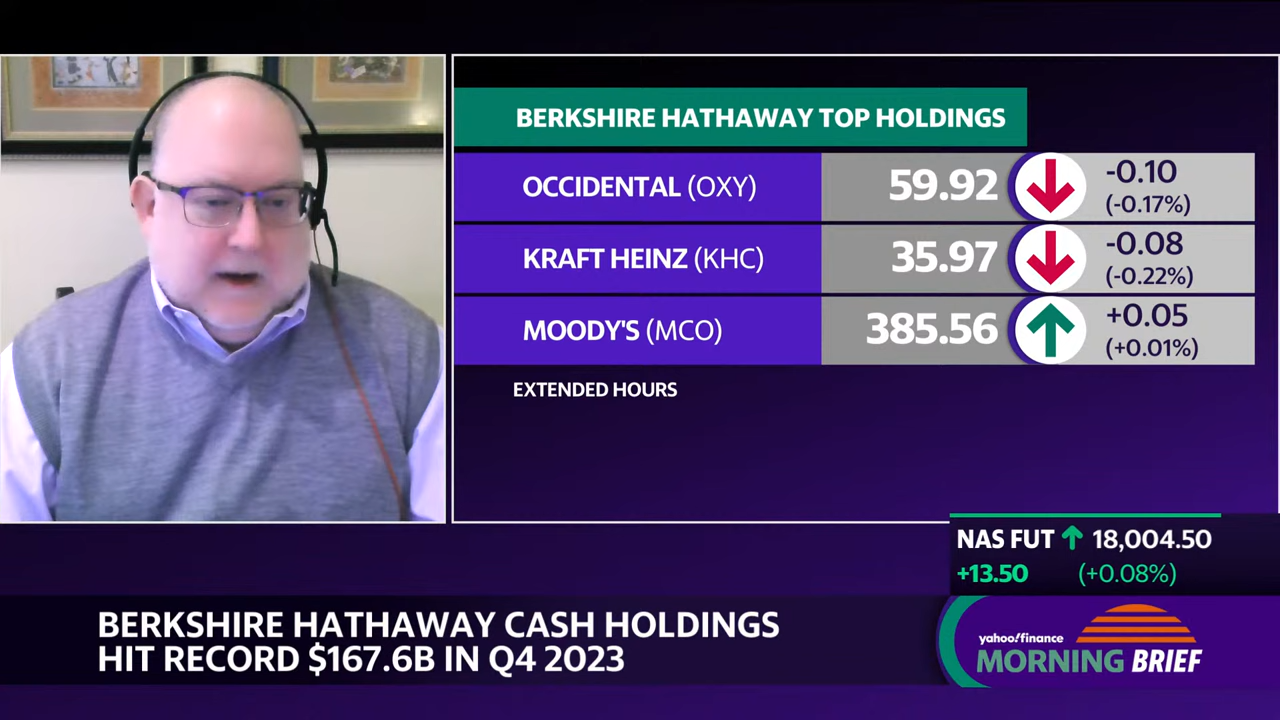 BERKSHIRE HATHAWAY TOP HOLDINGS
OCCIDENTAL (OXY) 59.92 -0.10 (-0.17%)
KRAFT HEINZ (KHC) 35.97 -0.08 (-0.22%)
MOODY'S (MCO) 385.56 +0.05 (+0.01%)
EXTENDED HOURS
NAS FUT 18,004.50
+13.50 (+0.08%)
BERKSHIRE HATHAWAY CASH HOLDINGS
HIT RECORD $167.6B IN Q4 2023
yahoo!finance
MORNING BRIEF